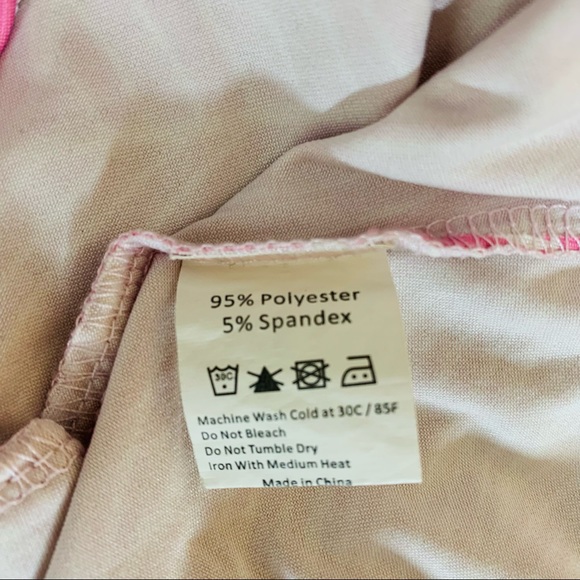 95% Polyester
5% Spandex
30C
Machine Wash Cold at 30C / 85F
Do Not Bleach
Do Not Tumble Dry
Iron With Medium Heat
Made in China